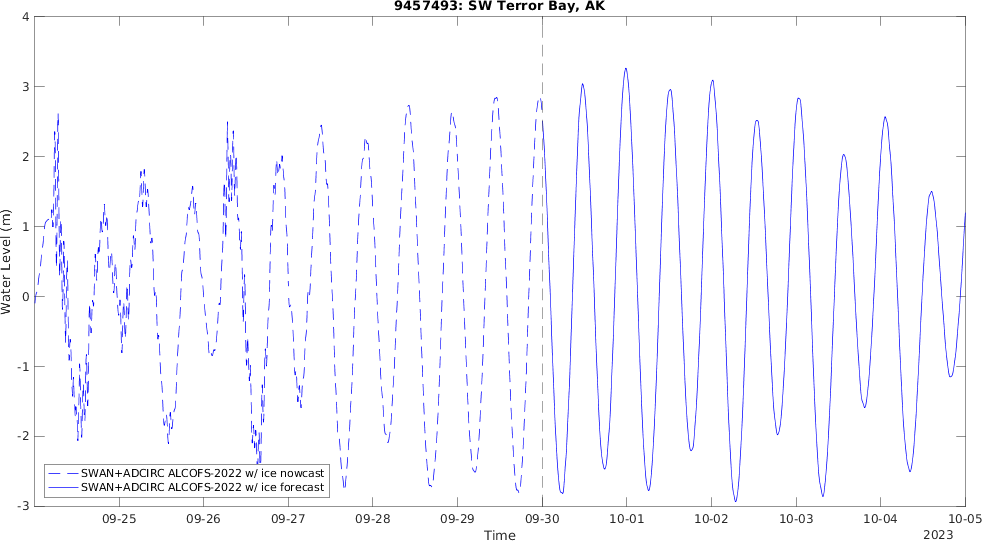 9457493: SW Terror Bay, AK
4
3
2
1
0
-1
-2
-3
Water Level (m)
SWAN+ADCIRC ALCOFS-2022 w/ ice nowcast
SWAN+ADCIRC ALCOFS-2022 w/ ice forecast
09-25 09-26 09-27 09-28 09-29 09-30 10-01 10-02 10-03 10-04 10-05
Time
2023